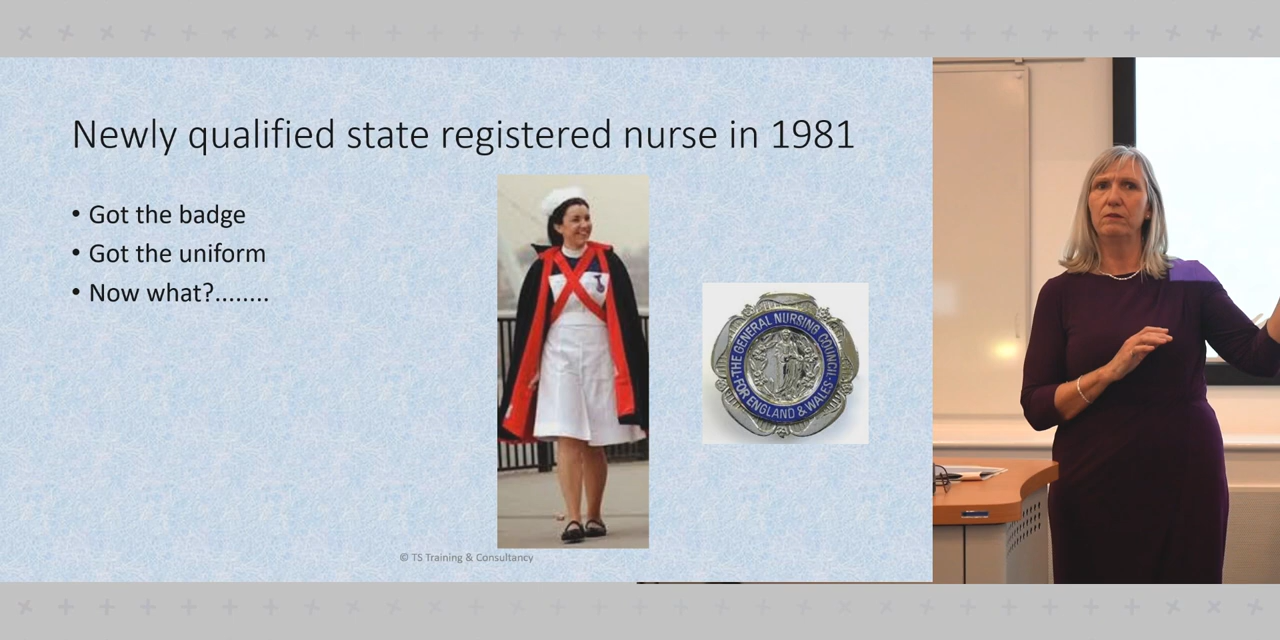 Newly qualified state registered nurse in 1981
• Got the badge
• Got the uniform
• Now what?........
THE GENERAL NURSING COUNCIL
FOR ENGLAND & WALES
© TS Training & Consultancy